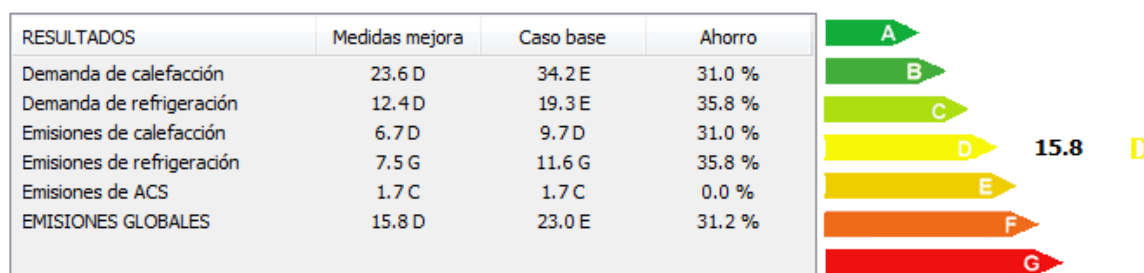 RESULTADOS Medidas mejora Caso base Ahorro
Demanda de calefacción 23.6 D 34.2 E 31.0 %
Demanda de refrigeración 12.4 D 19.3 E 35.8 %
Emisiones de calefacción 6.7 D 9.7 D 31.0 %
Emisiones de refrigeración 7.5 G 11.6 G 35.8 %
Emisiones de ACS 1.7 C 1.7 C 0.0 %
EMISIONES GLOBALES 15.8 D 23.0 E 31.2 %
A
B
C
D 15.8 D
E
F
G